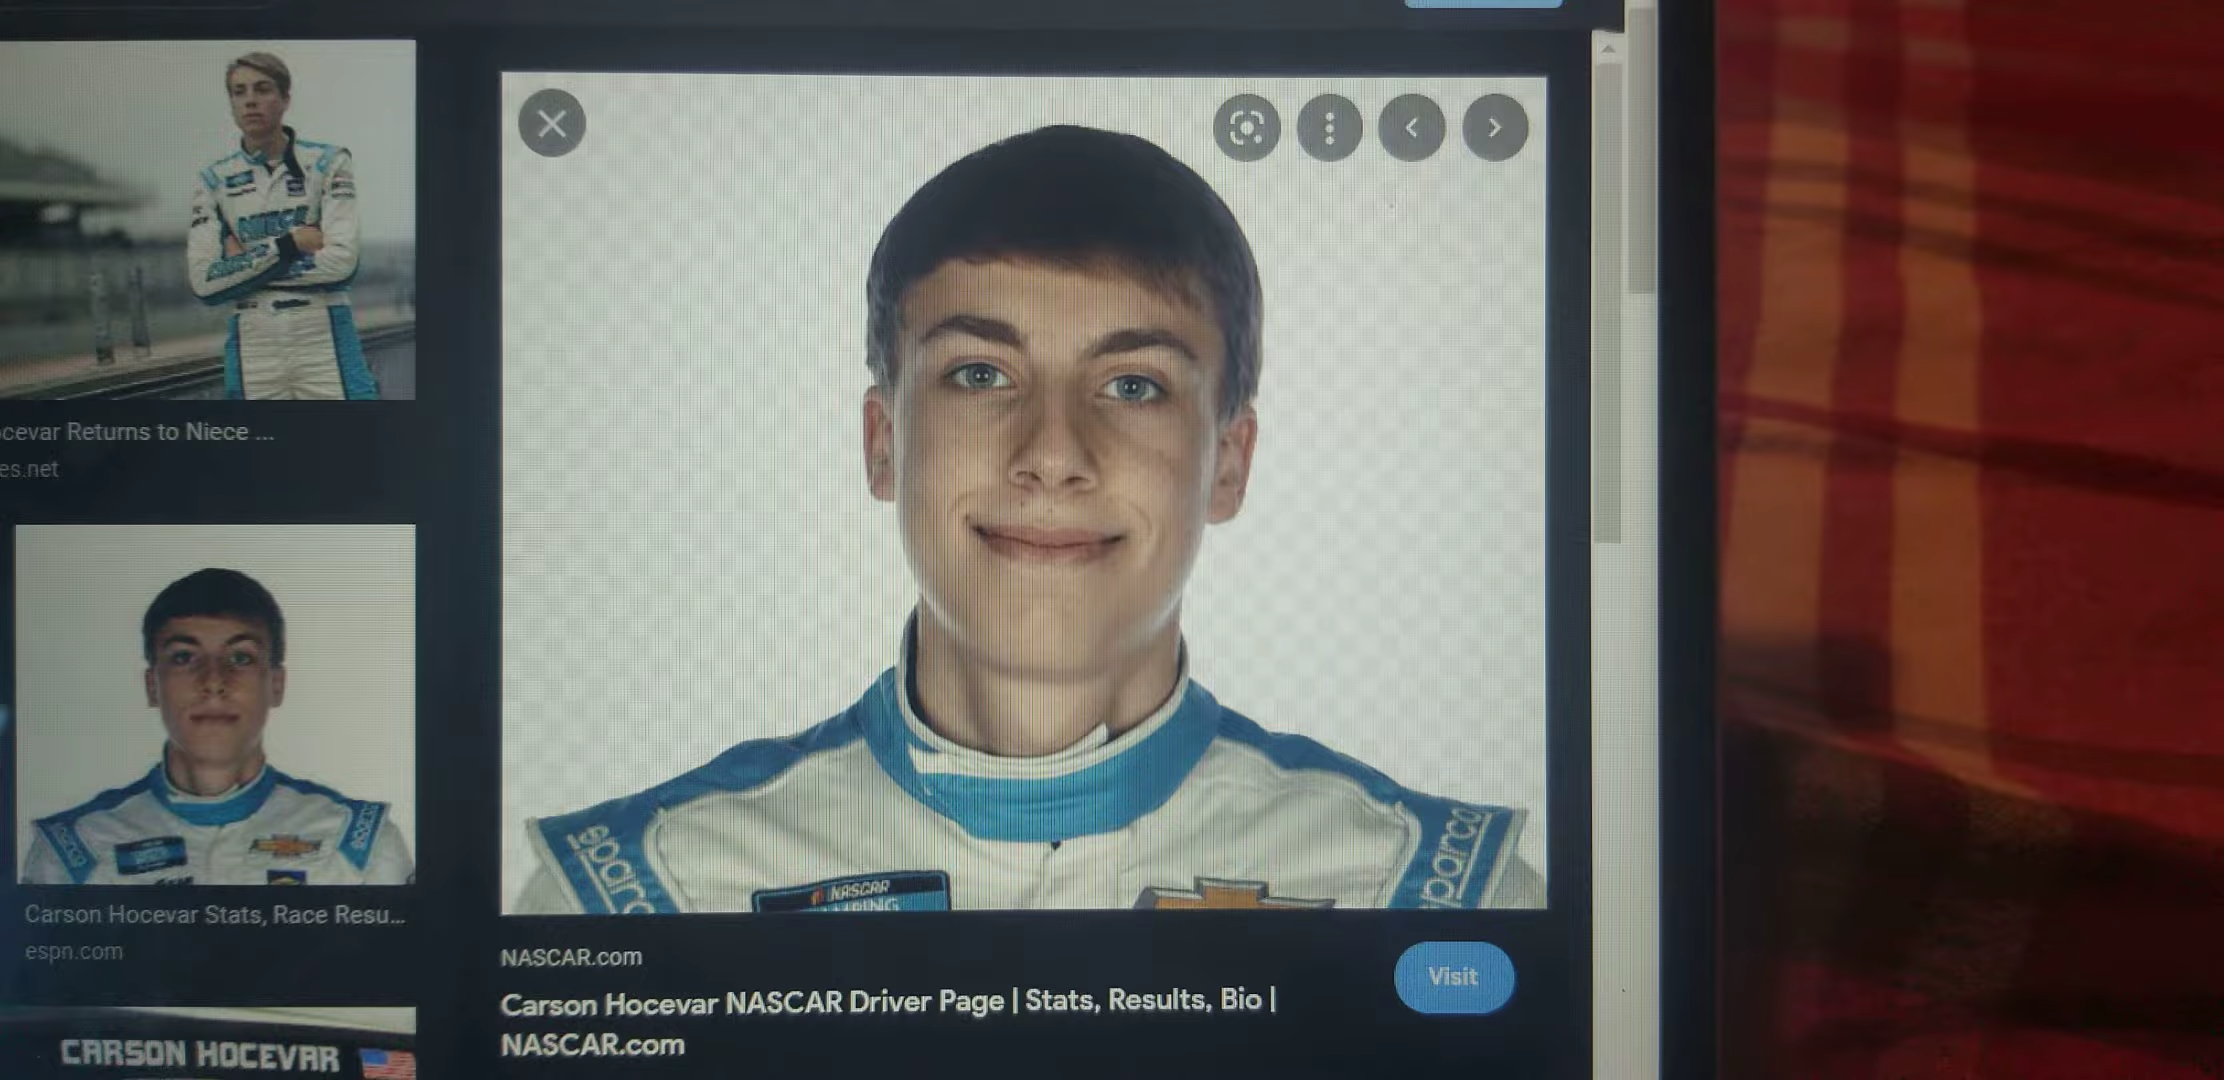 ocevar Returns to Niece ...
es.net
Carson Hocevar Stats, Race Resu...
espn.com
CARSON HOCEVAR
sparco
sparco
NASCAR
NASCAR.com
Carson Hocevar NASCAR Driver Page | Stats, Results, Bio |
NASCAR.com
Visit